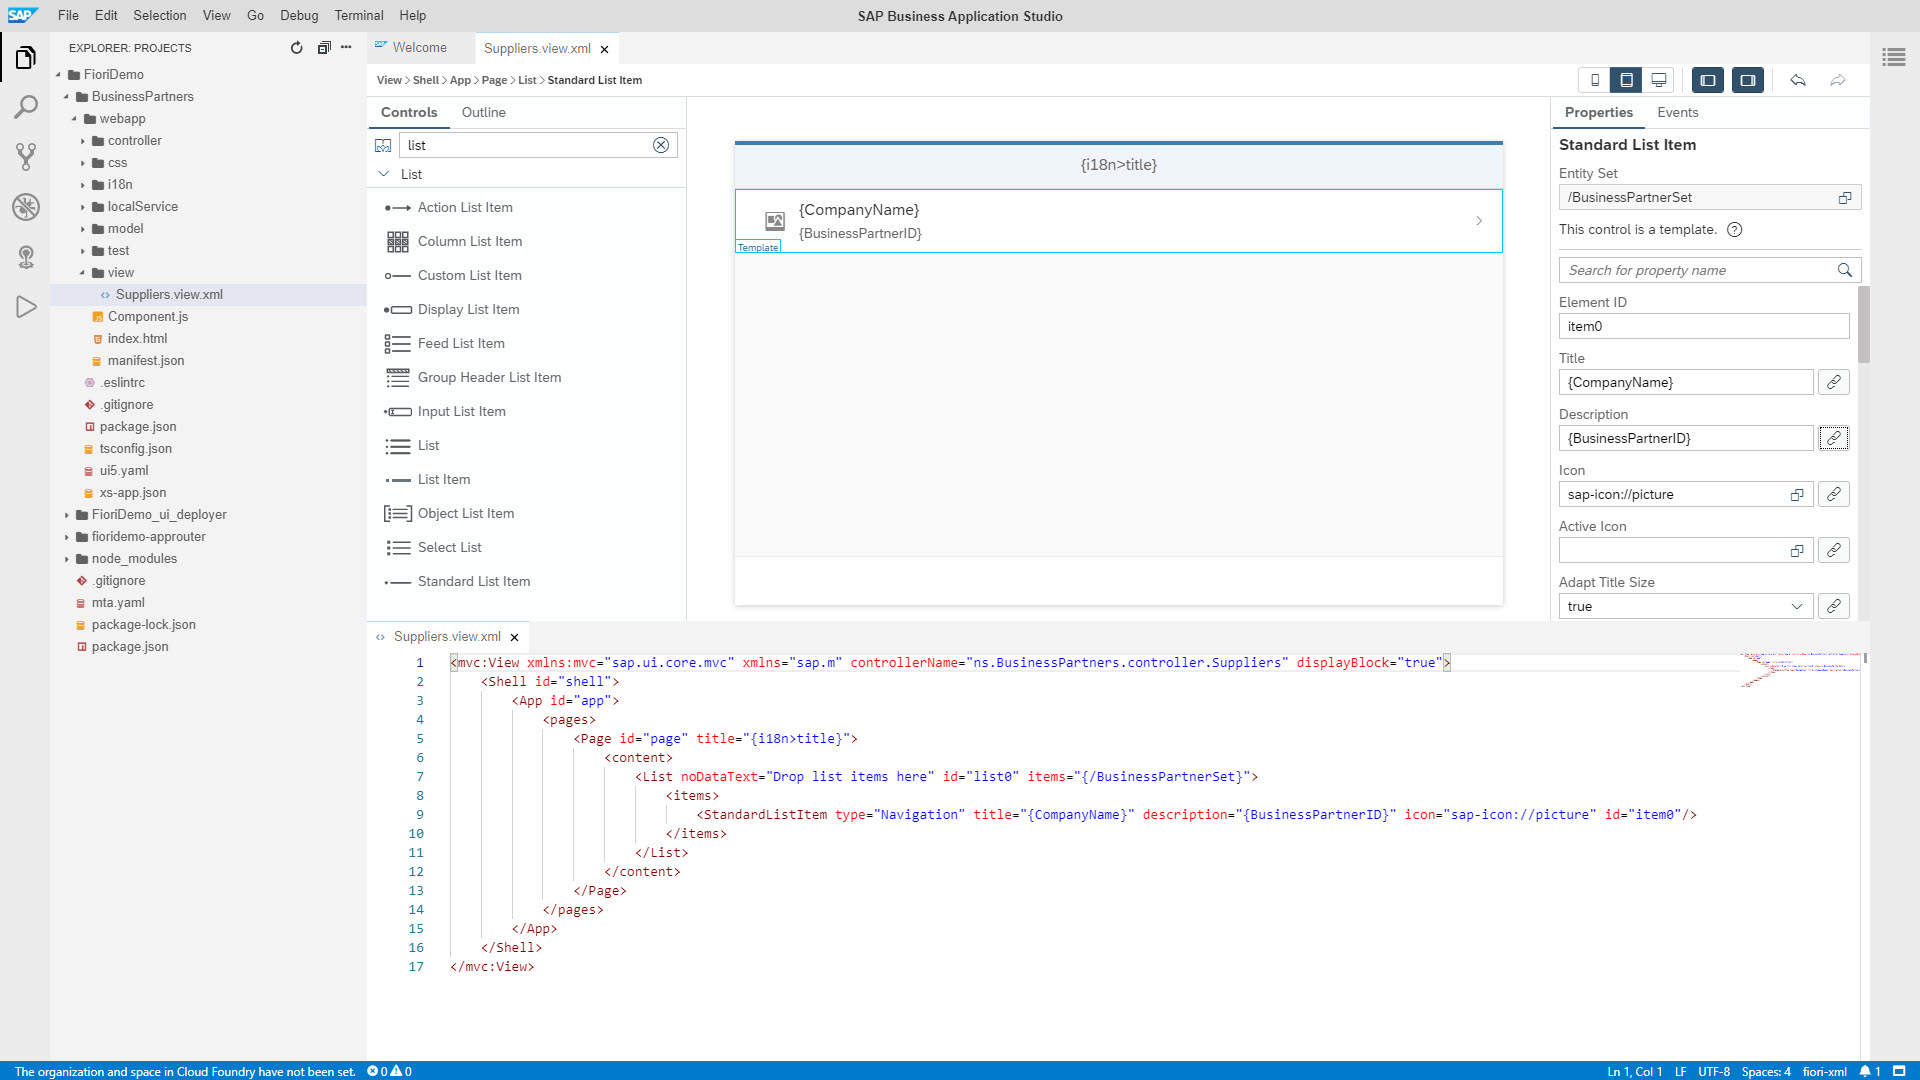 SAP File Edit Selection View Go Debug Terminal Help
SAP Business Application Studio
EXPLORER: PROJECTS
FioriDemo
BusinessPartners
webapp
controller
css
i18n
localService
model
test
view
Suppliers.view.xml
Component.js
index.html
manifest.json
.eslintrc
.gitignore
package.json
tsconfig.json
ui5.yaml
xs-app.json
FioriDemo_ui_deployer
fioridemo-approuter
node_modules
.gitignore
mta.yaml
package-lock.json
package.json
Welcome
Suppliers.view.xml
View > Shell > App > Page > List > Standard List Item
Controls Outline
list
List
Action List Item
Column List Item
Custom List Item
Display List Item
Feed List Item
Group Header List Item
Input List Item
List
List Item
Object List Item
Select List
Standard List Item
{i18n>title}
{CompanyName}
{BusinessPartnerID}
Template
Properties Events
Standard List Item
Entity Set
/BusinessPartnerSet
This control is a template. ?
Search for property name
Element ID
item0
Title
{CompanyName}
Description
{BusinessPartnerID}
Icon
sap-icon://picture
Active Icon
Adapt Title Size
true
Suppliers.view.xml
1 <mvc:View xmlns:mvc="sap.ui.core.mvc" xmlns="sap.m" controllerName="ns.BusinessPartners.controller.Suppliers" displayBlock="true">
2 <Shell id="shell">
3 <App id="app">
4 <pages>
5 <Page id="page" title="{i18n>title}">
6 <content>
7 <List noDataText="Drop list items here" id="list0" items="{/BusinessPartnerSet}">
8 <items>
9 <StandardListItem type="Navigation" title="{CompanyName}" description="{BusinessPartnerID}" icon="sap-icon://picture" id="item0"/>
10 </items>
11 </List>
12 </content>
13 </Page>
14 </pages>
15 </App>
16 </Shell>
17 </mvc:View>
The organization and space in Cloud Foundry have not been set. 0 0
Ln 1, Col 1 LF UTF-8 Spaces: 4 fiori-xml 1